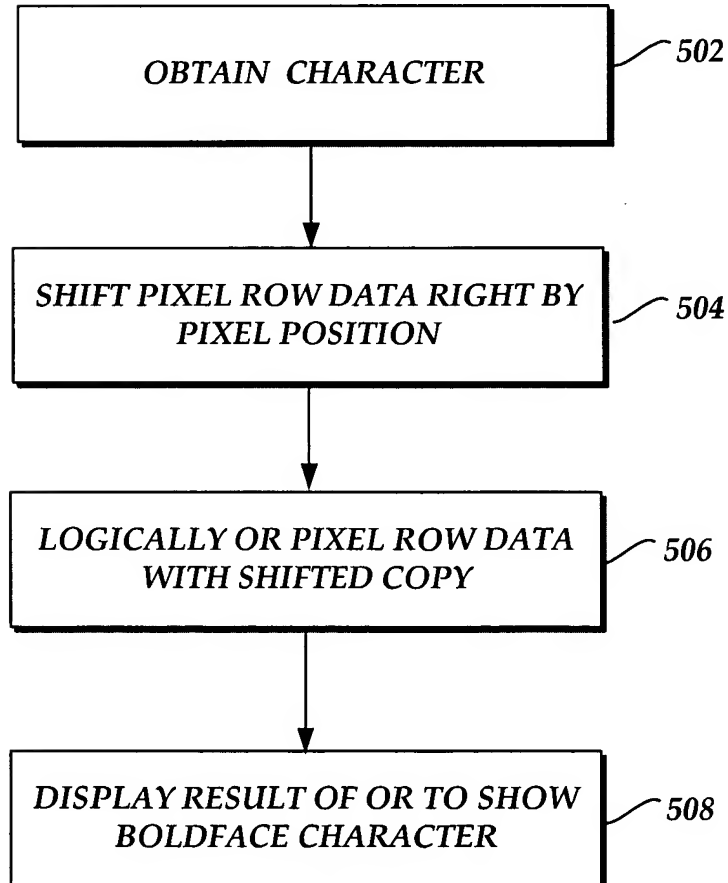 OBTAIN CHARACTER
502
SHIFT PIXEL ROW DATA RIGHT BY
PIXEL POSITION
504
LOGICALLY OR PIXEL ROW DATA
WITH SHIFTED COPY
506
DISPLAY RESULT OF OR TO SHOW
BOLDFACE CHARACTER
508